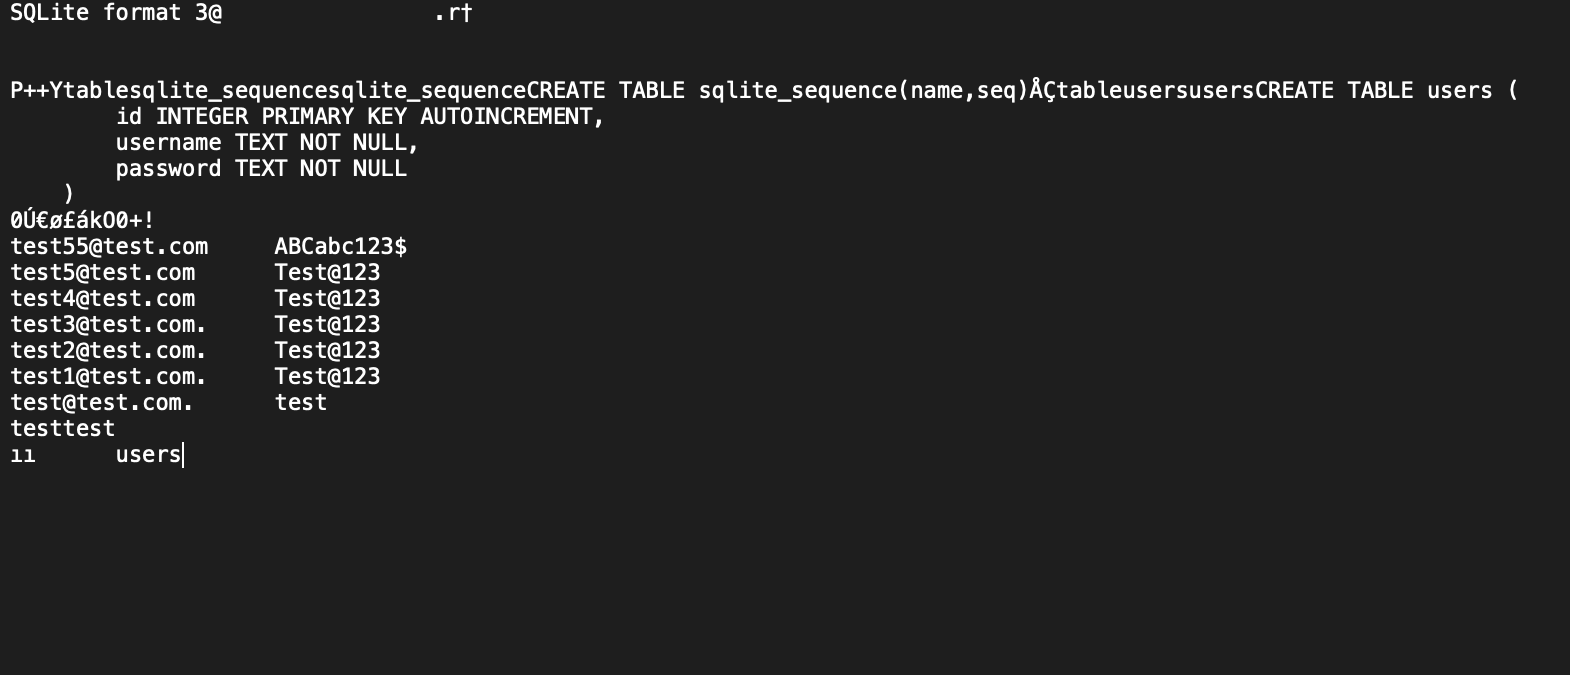 SQLite format 3@ .r†
P++Ytablesqlite_sequencesqlite_sequenceCREATE TABLE sqlite_sequence(name,seq)ÅÇtableusersusersCREATE TABLE users (
id INTEGER PRIMARY KEY AUTOINCREMENT,
username TEXT NOT NULL,
password TEXT NOT NULL
)
0Ú€ø£ákO0+!
test55@test.com ABCabc123$
test5@test.com Test@123
test4@test.com Test@123
test3@test.com. Test@123
test2@test.com. Test@123
test1@test.com. Test@123
test@test.com. test
testtest
ıı users